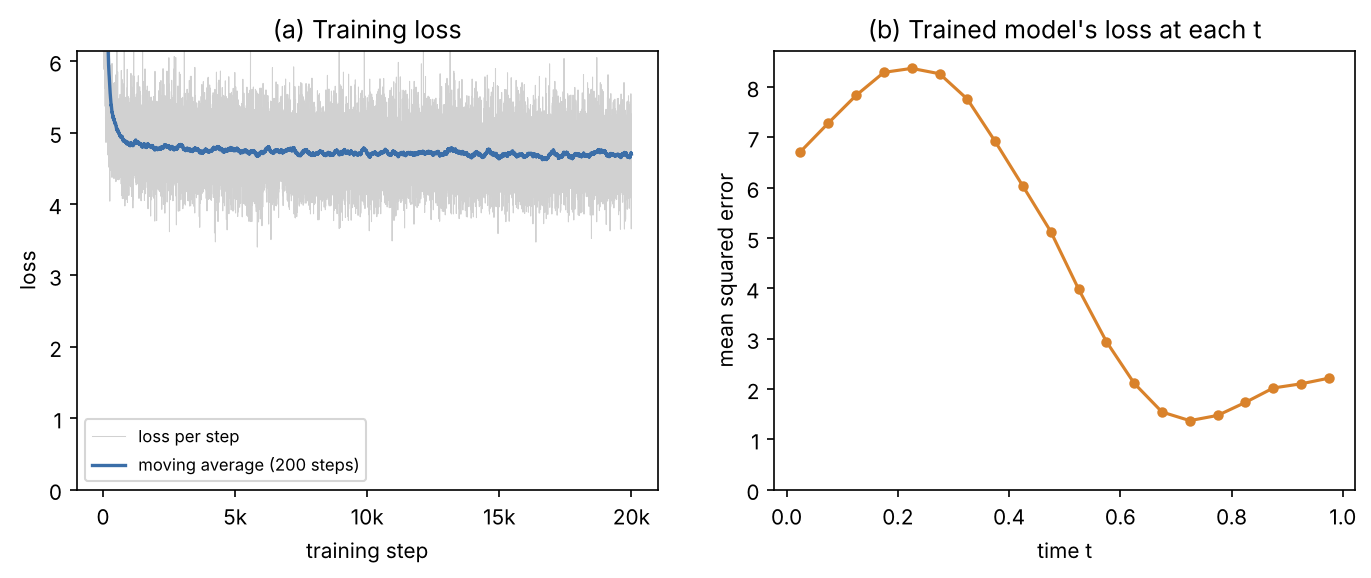 (a) Training loss
6
5
4
3
2
1
0
loss
loss per step
moving average (200 steps)
0
5k
10k
15k
20k
training step
(b) Trained model's loss at each t
8
7
6
5
4
3
2
1
0
mean squared error
0.0
0.2
0.4
0.6
0.8
1.0
time t